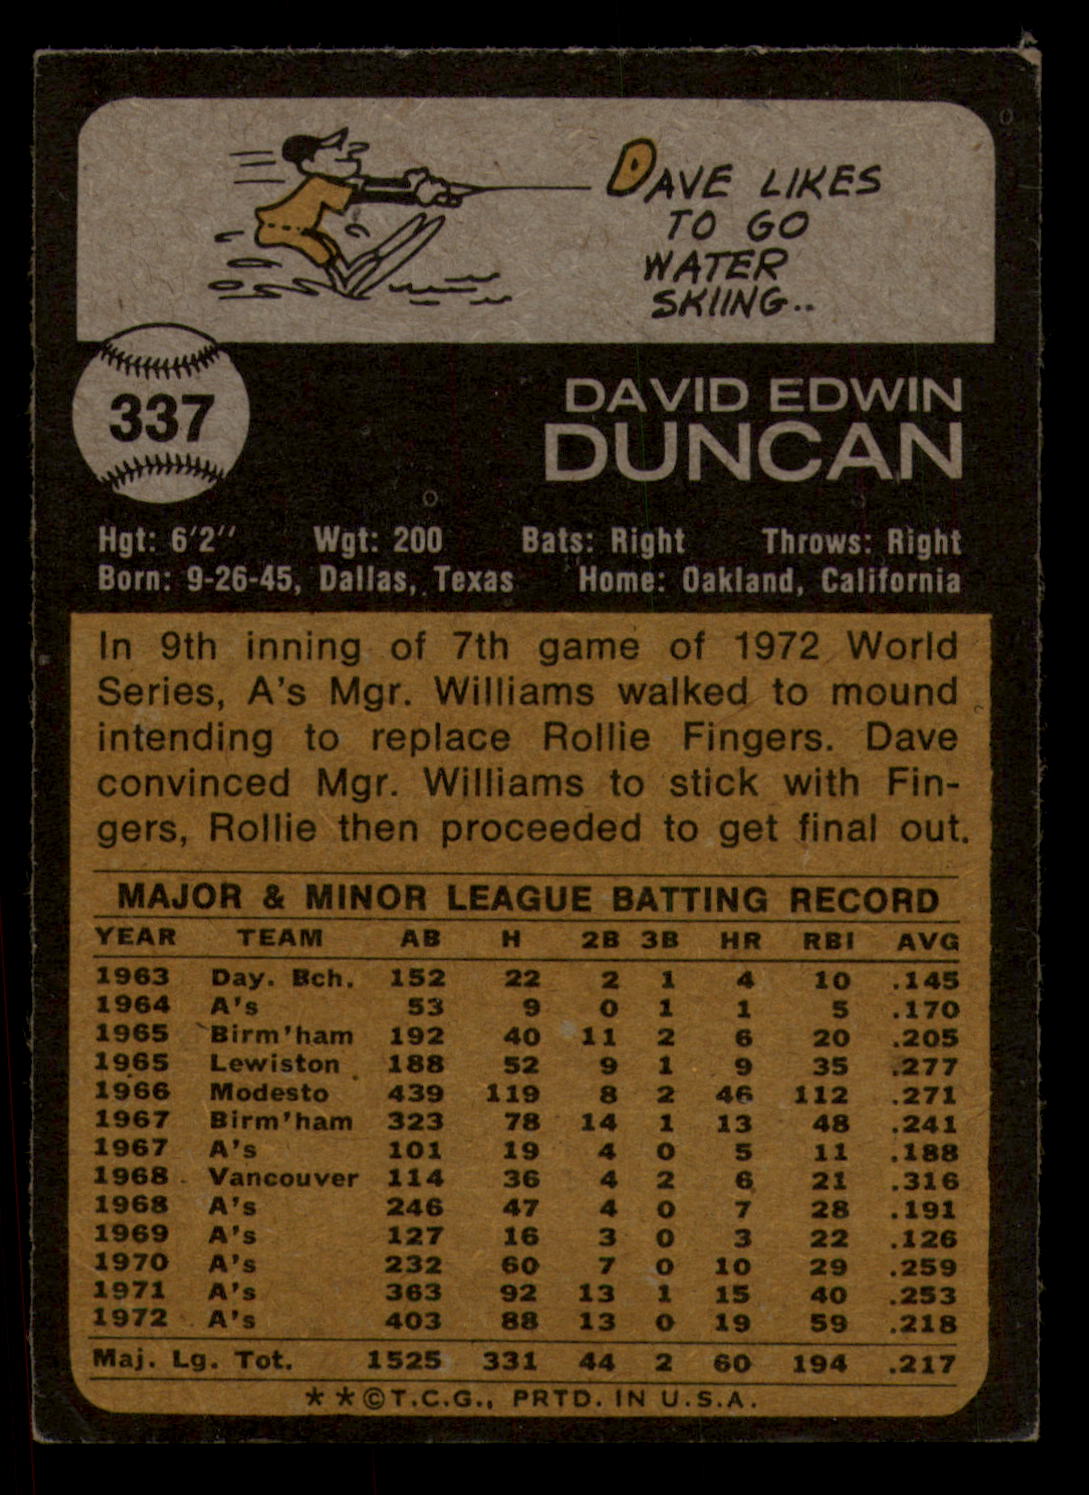 DAVE LIKES
TO GO
WATER
SKIING..
337
DAVID EDWIN
DUNCAN
Hgt: 6'2" Wgt: 200 Bats: Right Throws: Right
Born: 9-26-45, Dallas, Texas Home: Oakland, California
In 9th inning of 7th game of 1972 World
Series, A's Mgr. Williams walked to mound
intending to replace Rollie Fingers. Dave
convinced Mgr. Williams to stick with Fin-
gers, Rollie then proceeded to get final out.
MAJOR & MINOR LEAGUE BATTING RECORD
YEAR TEAM AB H 2B 3B HR RBI AVG
1963 Day. Bch. 152 22 2 1 4 10 .145
1964 A's 53 9 0 1 1 5 .170
1965 Birm'ham 192 40 11 2 6 20 .205
1965 Lewiston 188 52 9 1 9 35 .277
1966 Modesto 439 119 8 2 46 112 .271
1967 Birm'ham 323 78 14 1 13 48 .241
1967 A's 101 19 4 0 5 11 .188
1968 Vancouver 114 36 4 2 6 21 .316
1968 A's 246 47 4 0 7 28 .191
1969 A's 127 16 3 0 3 22 .126
1970 A's 232 60 7 0 10 29 .259
1971 A's 363 92 13 1 15 40 .253
1972 A's 403 88 13 0 19 59 .218
Maj. Lg. Tot. 1525 331 44 2 60 194 .217
**©T.C.G., PRTD. IN U.S.A.